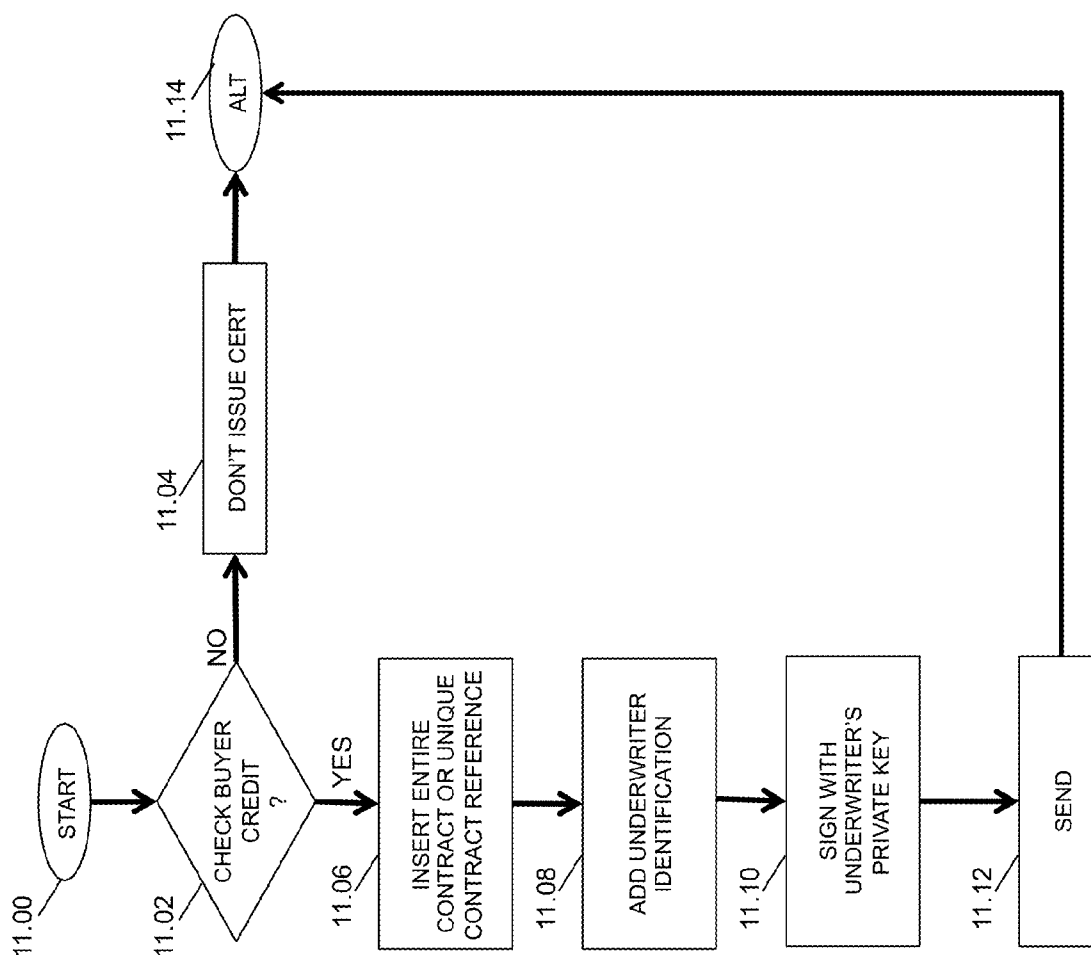 11.00
START
11.02
CHECK BUYER
CREDIT
?
NO
11.04
DON'T ISSUE CERT
11.14
ALT
YES
11.06
INSERT ENTIRE
CONTRACT OR UNIQUE
CONTRACT REFERENCE
11.08
ADD UNDERWRITER
IDENTIFICATION
11.10
SIGN WITH
UNDERWRITER'S
PRIVATE KEY
11.12
SEND